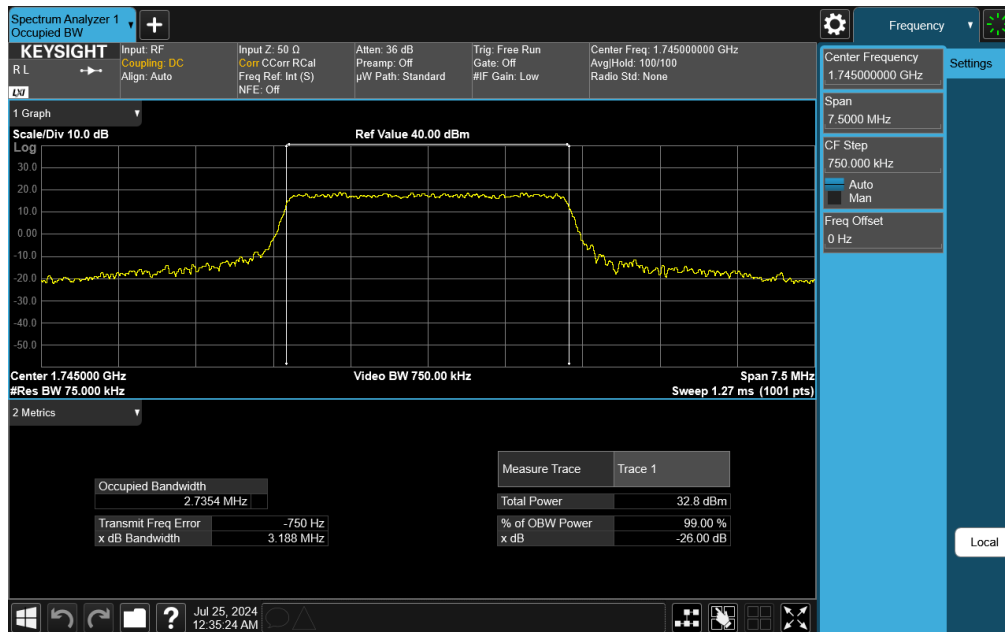 Spectrum Analyzer 1
Occupied BW
Frequency
KEYSIGHT
R L
LXI
Input: RF
Coupling: DC
Align: Auto
Input Z: 50 Ω
Corr CCorr RCal
Freq Ref: Int (S)
NFE: Off
Atten: 36 dB
Preamp: Off
µW Path: Standard
Trig: Free Run
Gate: Off
#IF Gain: Low
Center Freq: 1.745000000 GHz
Avg|Hold: 100/100
Radio Std: None
Center Frequency
1.745000000 GHz
Settings
Span
7.5000 MHz
CF Step
750.000 kHz
Auto
Man
Freq Offset
0 Hz
1 Graph
Scale/Div 10.0 dB
Ref Value 40.00 dBm
Log
30.0
20.0
10.0
0.00
-10.0
-20.0
-30.0
-40.0
-50.0
Center 1.745000 GHz
Video BW 750.00 kHz
Span 7.5 MHz
#Res BW 75.000 kHz
Sweep 1.27 ms (1001 pts)
2 Metrics
Measure Trace
Trace 1
Occupied Bandwidth
2.7354 MHz
Total Power
32.8 dBm
Transmit Freq Error
-750 Hz
% of OBW Power
99.00 %
x dB Bandwidth
3.188 MHz
x dB
-26.00 dB
Local
?
Jul 25, 2024
12:35:24 AM